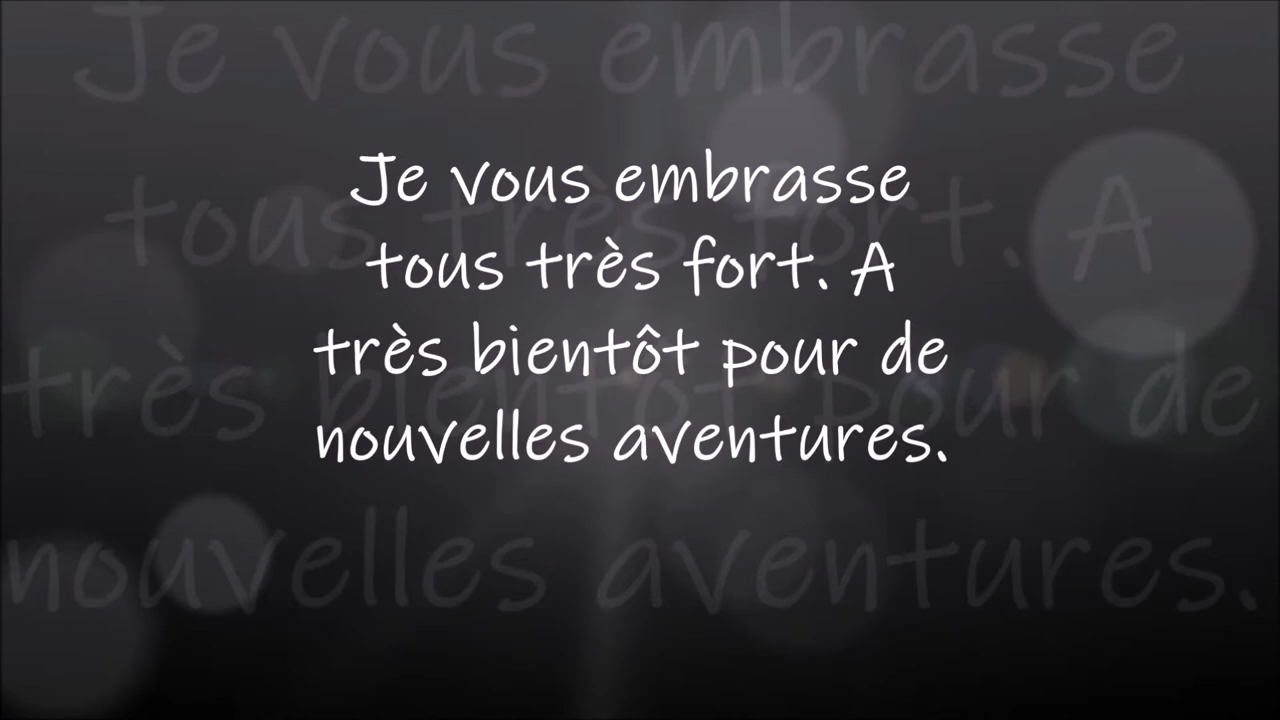 Je vous embrasse
tous très fort. A
très bientôt pour de
nouvelles aventures.